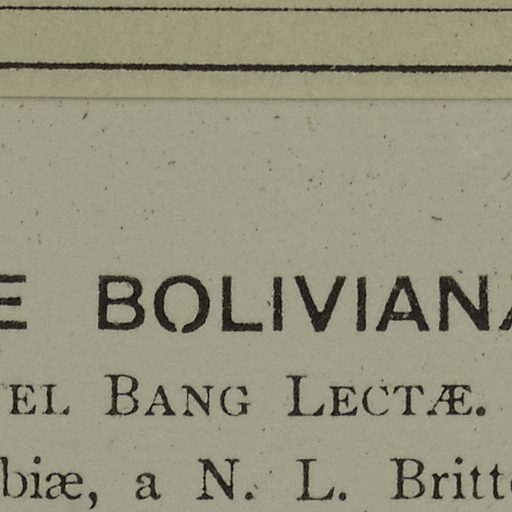 E BOLIVIANA
EL BANG LECTÆ.
biæ, a N. L. Britt